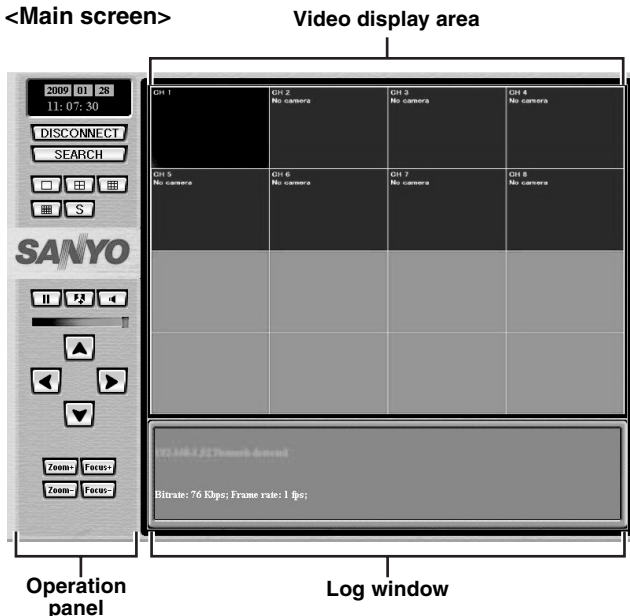 <Main screen>
Video display area
2009 01 28
11: 07: 30
DISCONNECT
SEARCH
S
SANYO
Zoom+ Focus+
Zoom- Focus-
CH 1
CH 2
No camera
CH 3
No camera
CH 4
No camera
CH 5
No camera
CH 6
No camera
CH 7
No camera
CH 8
No camera
Bitrate: 76 Kbps; Frame rate: 1 fps;
Operation
panel
Log window